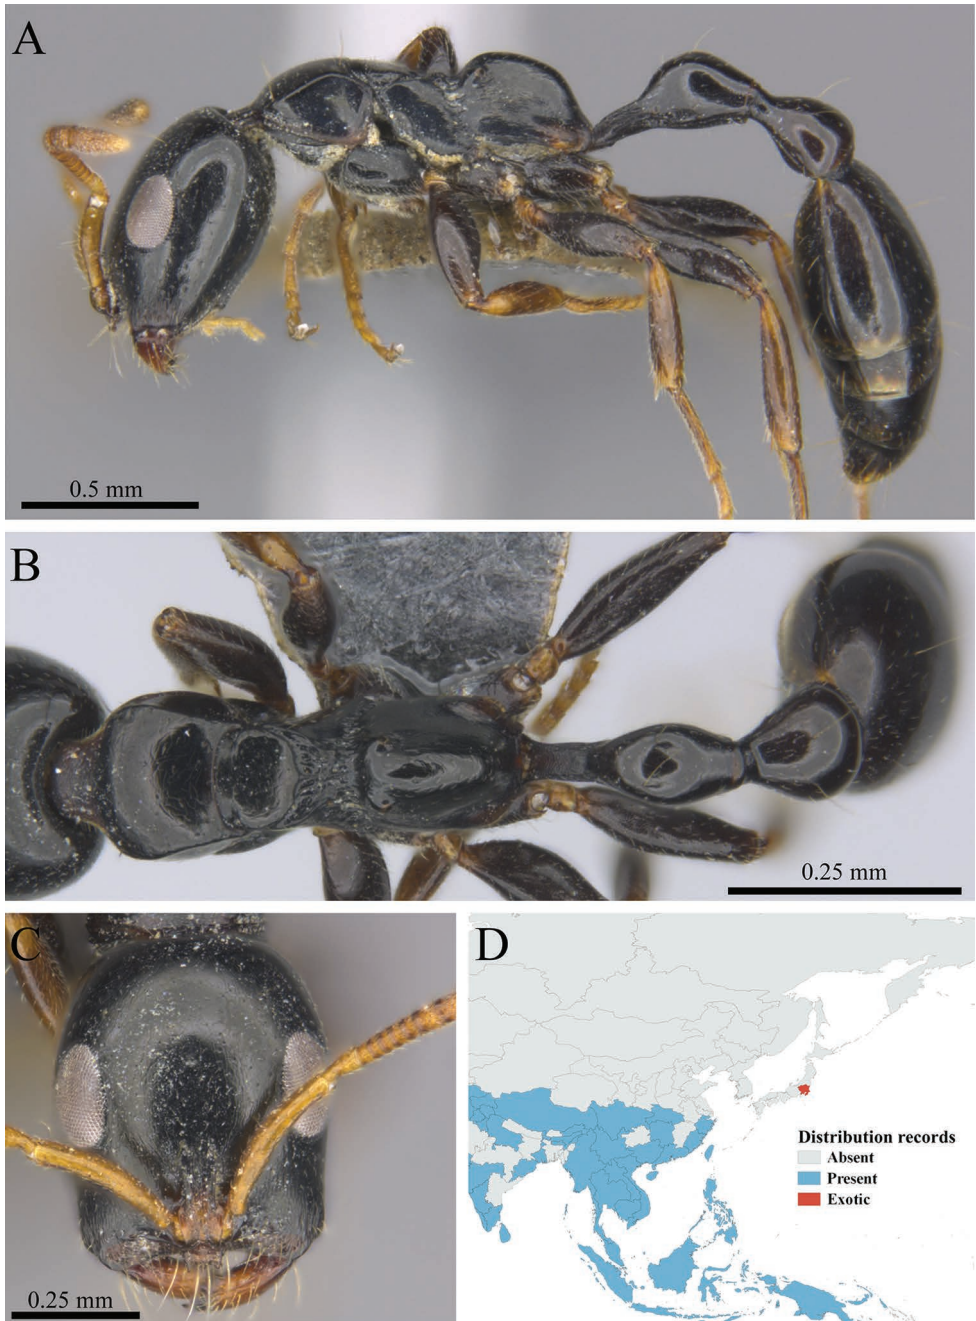 A
0.5 mm
B
0.25 mm
C
0.25 mm
D
Distribution records
Absent
Present
Exotic